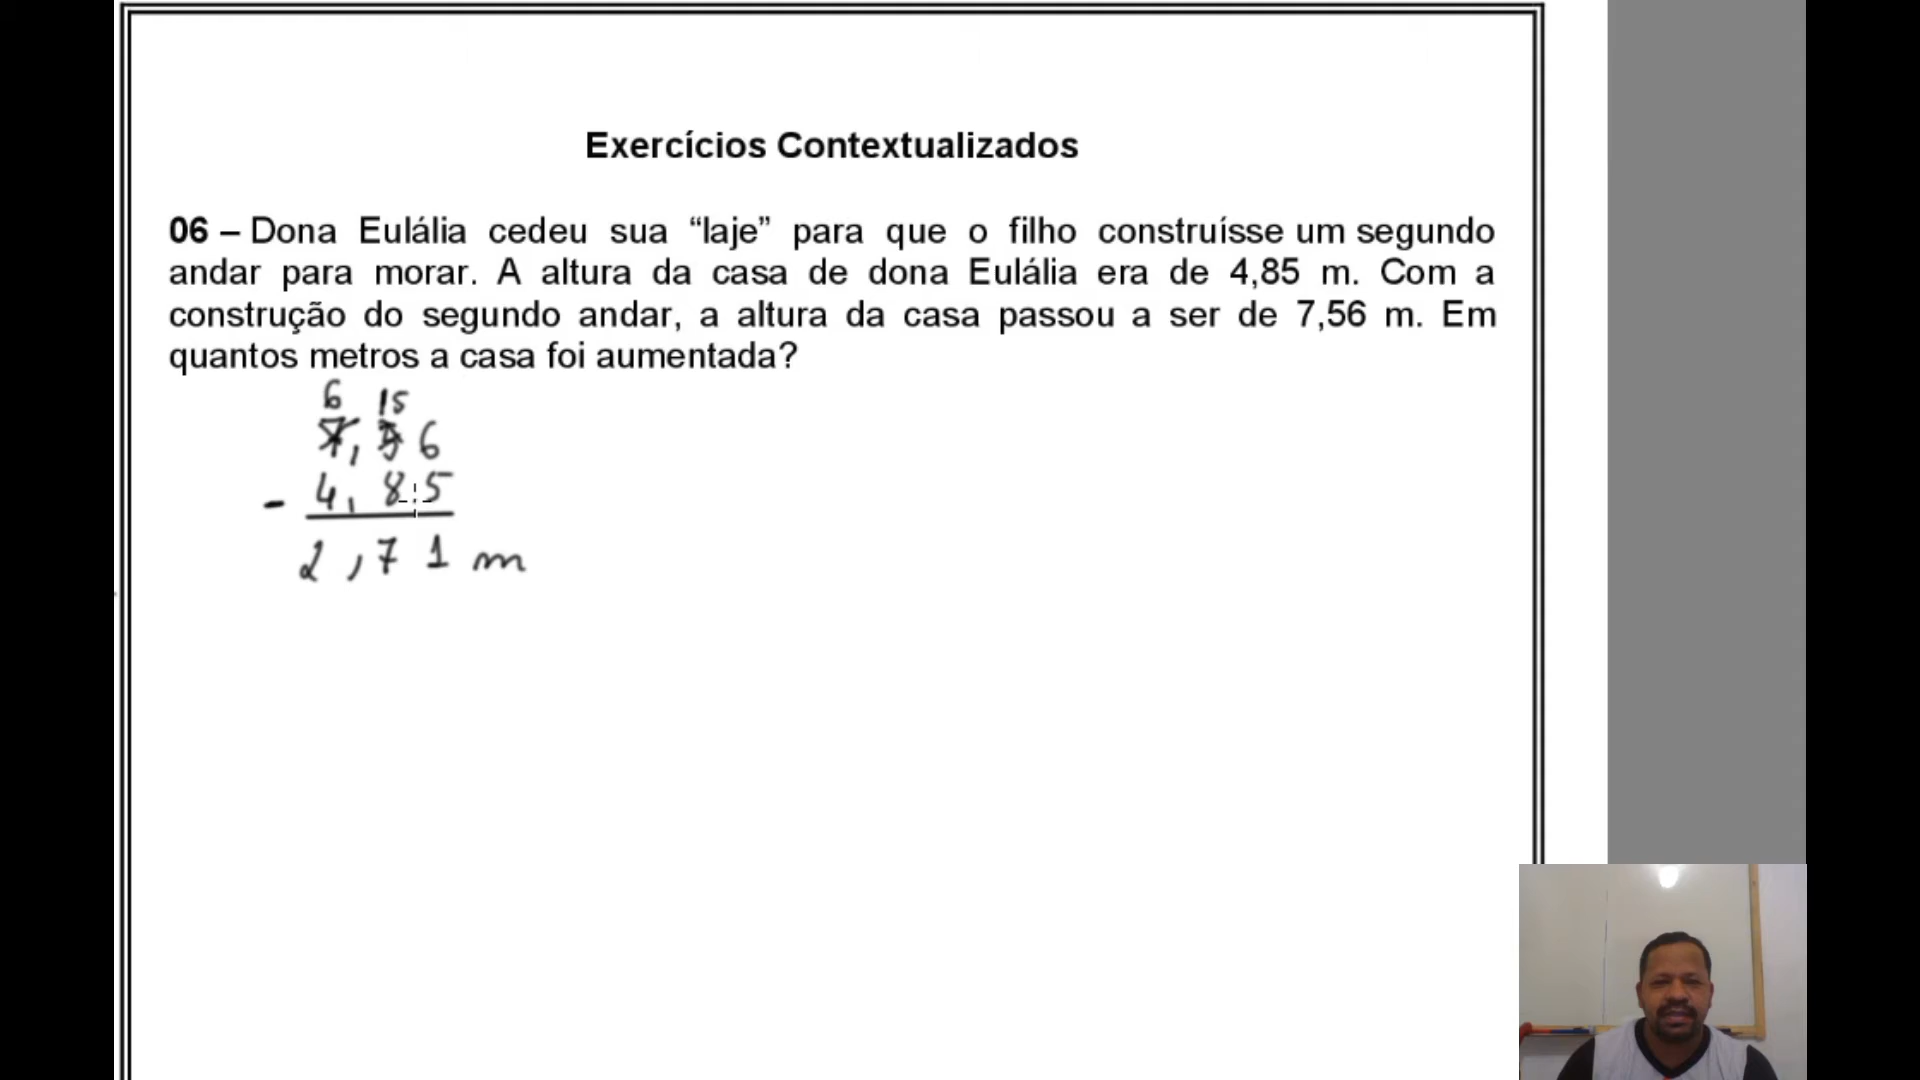 Exercícios Contextualizados
06 – Dona Eulália cedeu sua “laje” para que o filho construísse um segundo
andar para morar. A altura da casa de dona Eulália era de 4,85 m. Com a
construção do segundo andar, a altura da casa passou a ser de 7,56 m. Em
quantos metros a casa foi aumentada?
6 15
7,56
- 4,85
2,71 m